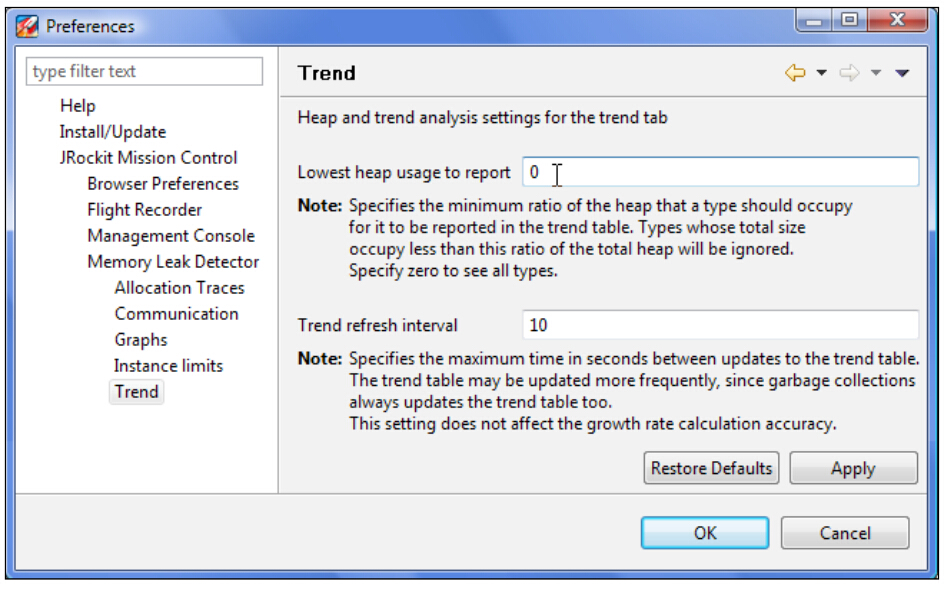 Preferences
type filter text
Help
Install/Update
JRockit Mission Control
Browser Preferences
Flight Recorder
Management Console
Memory Leak Detector
Allocation Traces
Communication
Graphs
Instance limits
Trend
Trend
Heap and trend analysis settings for the trend tab
Lowest heap usage to report 0
Note: Specifies the minimum ratio of the heap that a type should occupy
for it to be reported in the trend table. Types whose total size
occupy less than this ratio of the total heap will be ignored.
Specify zero to see all types.
Trend refresh interval 10
Note: Specifies the maximum time in seconds between updates to the trend table.
The trend table may be updated more frequently, since garbage collections
always updates the trend table too.
This setting does not affect the growth rate calculation accuracy.
Restore Defaults Apply
OK Cancel